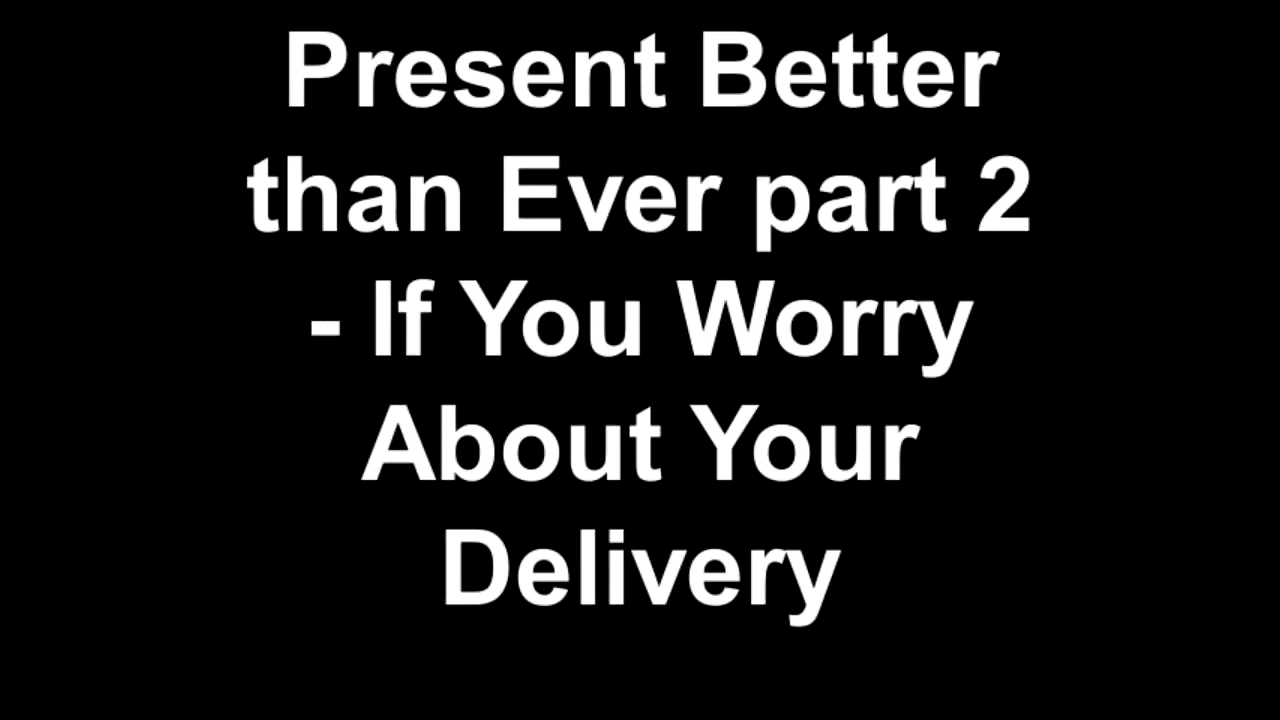 Present Better
than Ever part 2
- If You Worry
About Your
Delivery